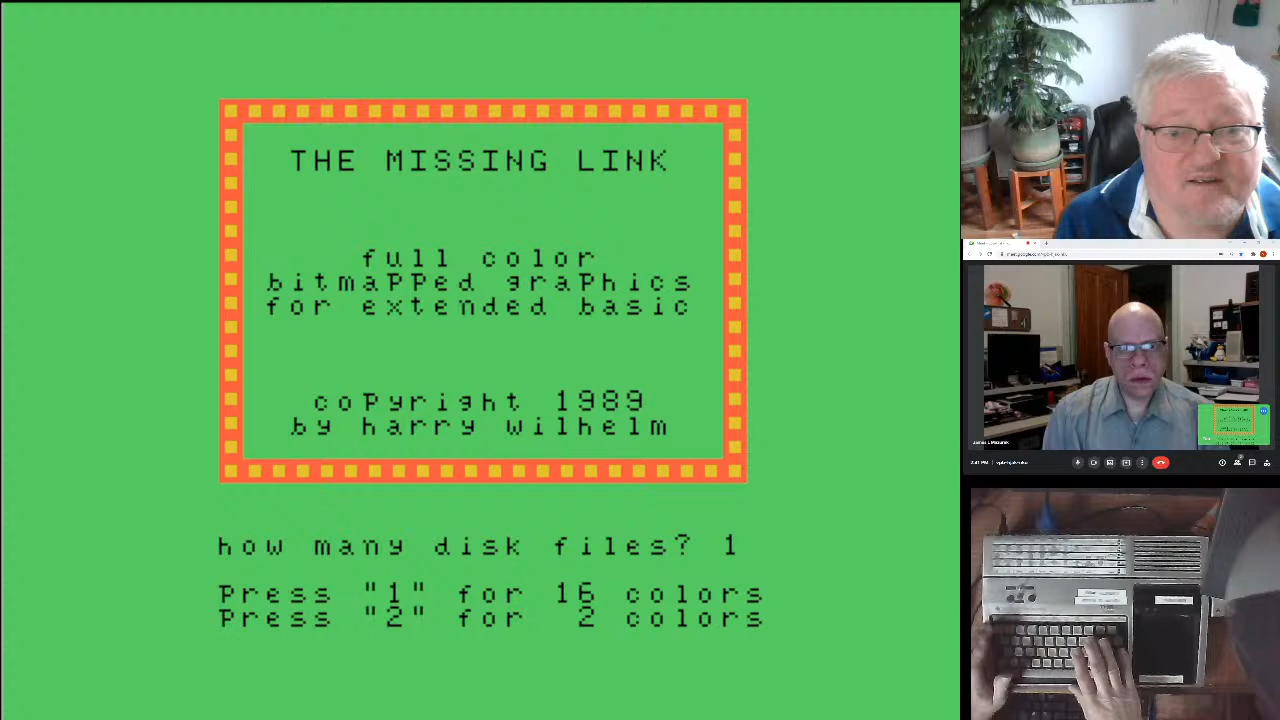 THE MISSING LINK
full color
bitmapped graphics
for extended basic
copyright 1989
by harry wilhelm
how many disk files? 1
Press "1" for 16 colors
Press "2" for 2 colors